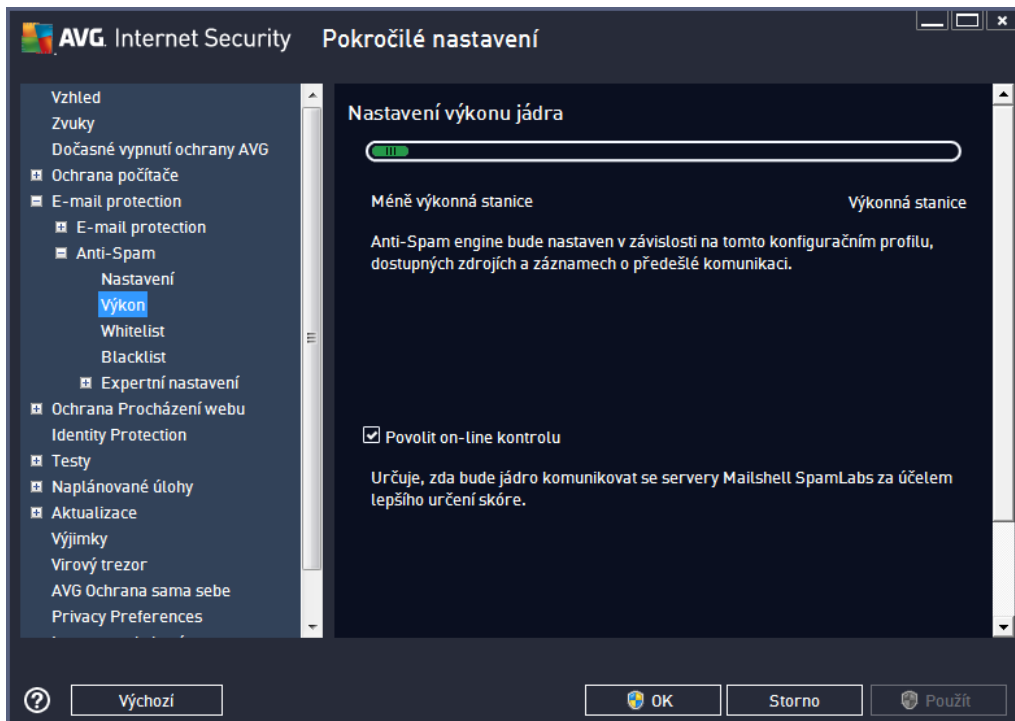 AVG. Internet Security Pokročilé nastavení
Vzhled
Zvuky
Dočasné vypnutí ochrany AVG
Ochrana počítače
E-mail protection
E-mail protection
Anti-Spam
Nastavení
Výkon
Whitelist
Blacklist
Expertní nastavení
Ochrana Procházení webu
Identity Protection
Testy
Naplánované úlohy
Aktualizace
Výjimky
Virový trezor
AVG Ochrana sama sebe
Privacy Preferences
Nastavení výkonu jádra
Méně výkonná stanice Výkonná stanice
Anti-Spam engine bude nastaven v závislosti na tomto konfiguračním profilu,
dostupných zdrojích a záznamech o předešlé komunikaci.
Povolit on-line kontrolu
Určuje, zda bude jádro komunikovat se servery Mailshell SpamLabs za účelem
lepšího určení skóre.
Výchozí OK Storno Použít